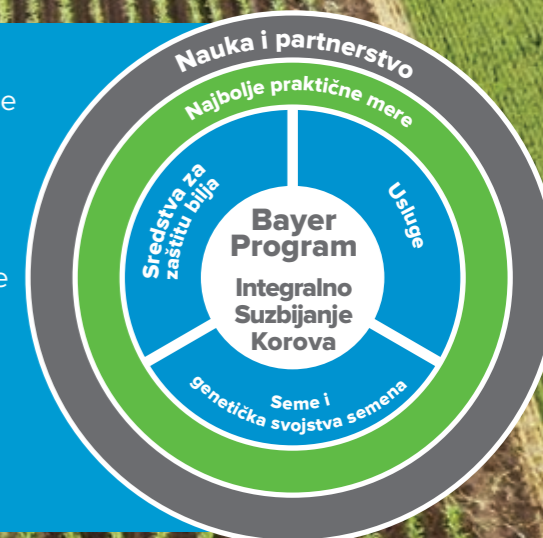 e
e
Nauka i partnerstvo
Najbolje praktične mere
Sredstva za
zaštitu bilja
Usluge
Bayer
Program
Integralno
Suzbijanje
Korova
Seme i
genetička svojstva semena